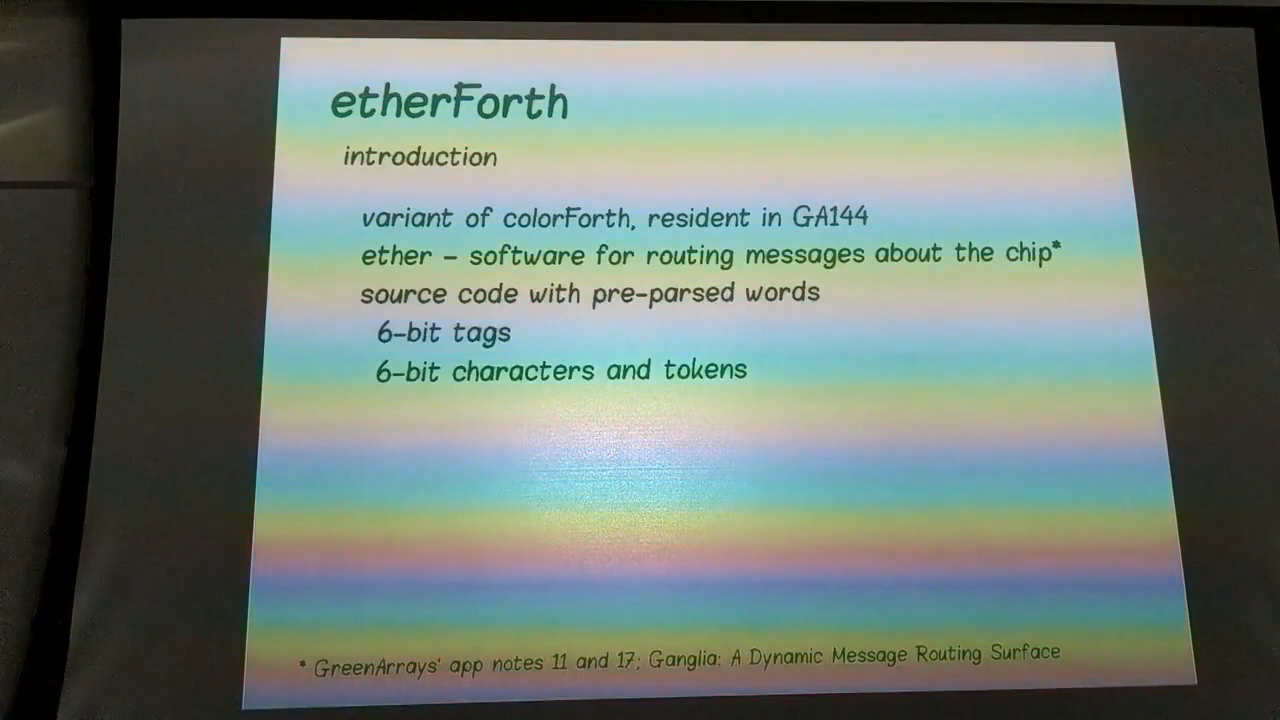 etherForth
introduction
variant of colorForth, resident in GA144
ether – software for routing messages about the chip*
source code with pre-parsed words
6-bit tags
6-bit characters and tokens
* GreenArrays' app notes 11 and 17; Ganglia: A Dynamic Message Routing Surface